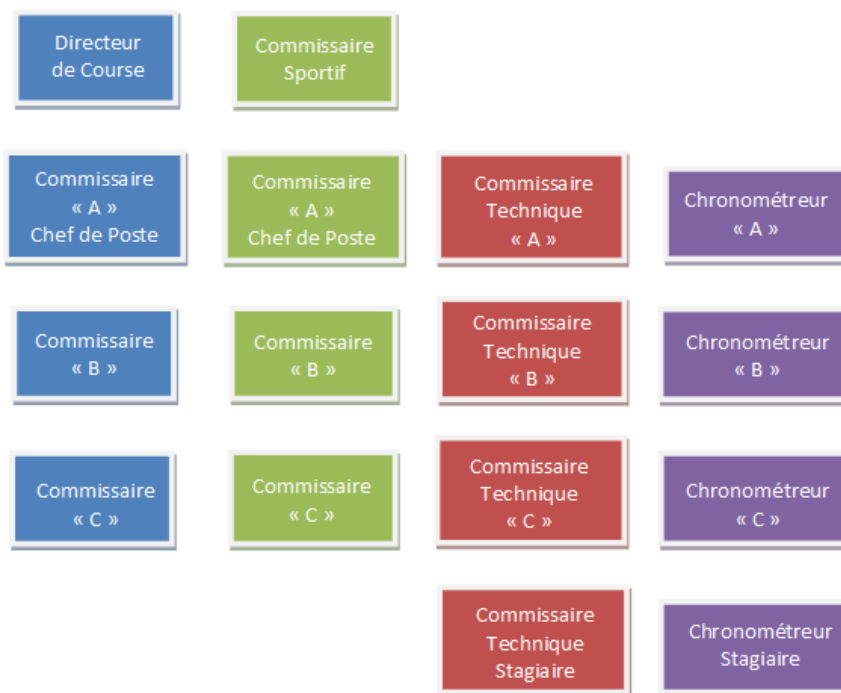 Directeur
de Course
Commissaire
Sportif
Commissaire
« A »
Chef de Poste
Commissaire
« A »
Chef de Poste
Commissaire
Technique
« A »
Chronométreur
« A »
Commissaire
« B »
Commissaire
« B »
Commissaire
Technique
« B »
Chronométreur
« B »
Commissaire
« C »
Commissaire
« C »
Commissaire
Technique
« C »
Chronométreur
« C »
Commissaire
Technique
Stagiaire
Chronométreur
Stagiaire